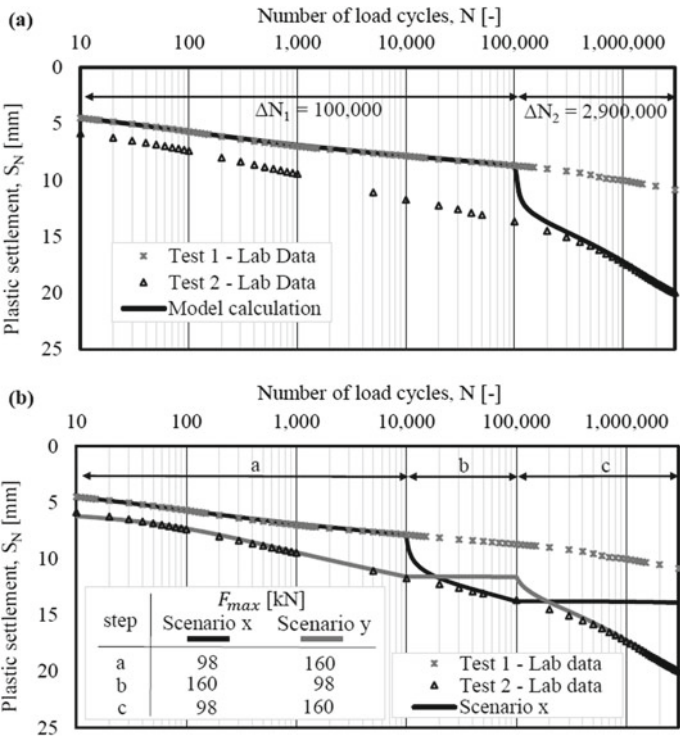 (a)
Number of load cycles, N [-]
10 100 1,000 10,000 100,000 1,000,000
0
5
10
15
20
25
Plastic settlement, S_N [mm]
ΔN₁ = 100,000
ΔN₂ = 2,900,000
Test 1 - Lab Data
Test 2 - Lab Data
Model calculation
(b)
Number of load cycles, N [-]
10 100 1,000 10,000 100,000 1,000,000
0
5
10
15
20
25
Plastic settlement, S_N [mm]
a b c
F_max [kN]
step Scenario x Scenario y
a 98 160
b 160 98
c 98 160
Test 1 - Lab data
Test 2 - Lab data
Scenario x